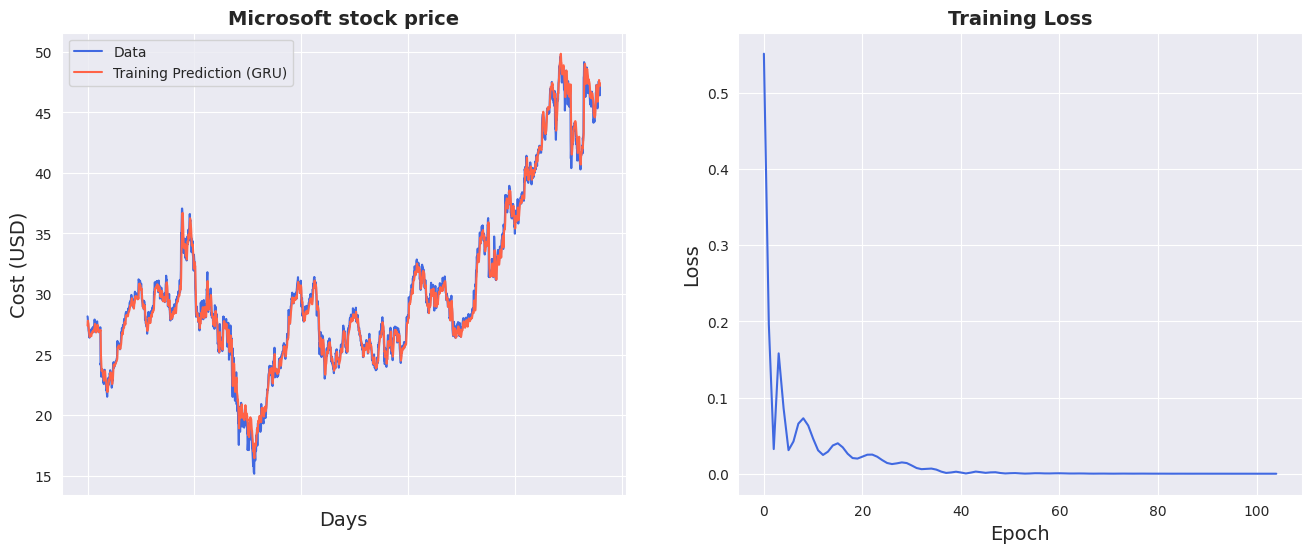 Microsoft stock price
Data
Training Prediction (GRU)
50
45
40
35
30
25
20
15
Cost (USD)
Days
Training Loss
0.5
0.4
0.3
0.2
0.1
0.0
Loss
0
20
40
60
80
100
Epoch